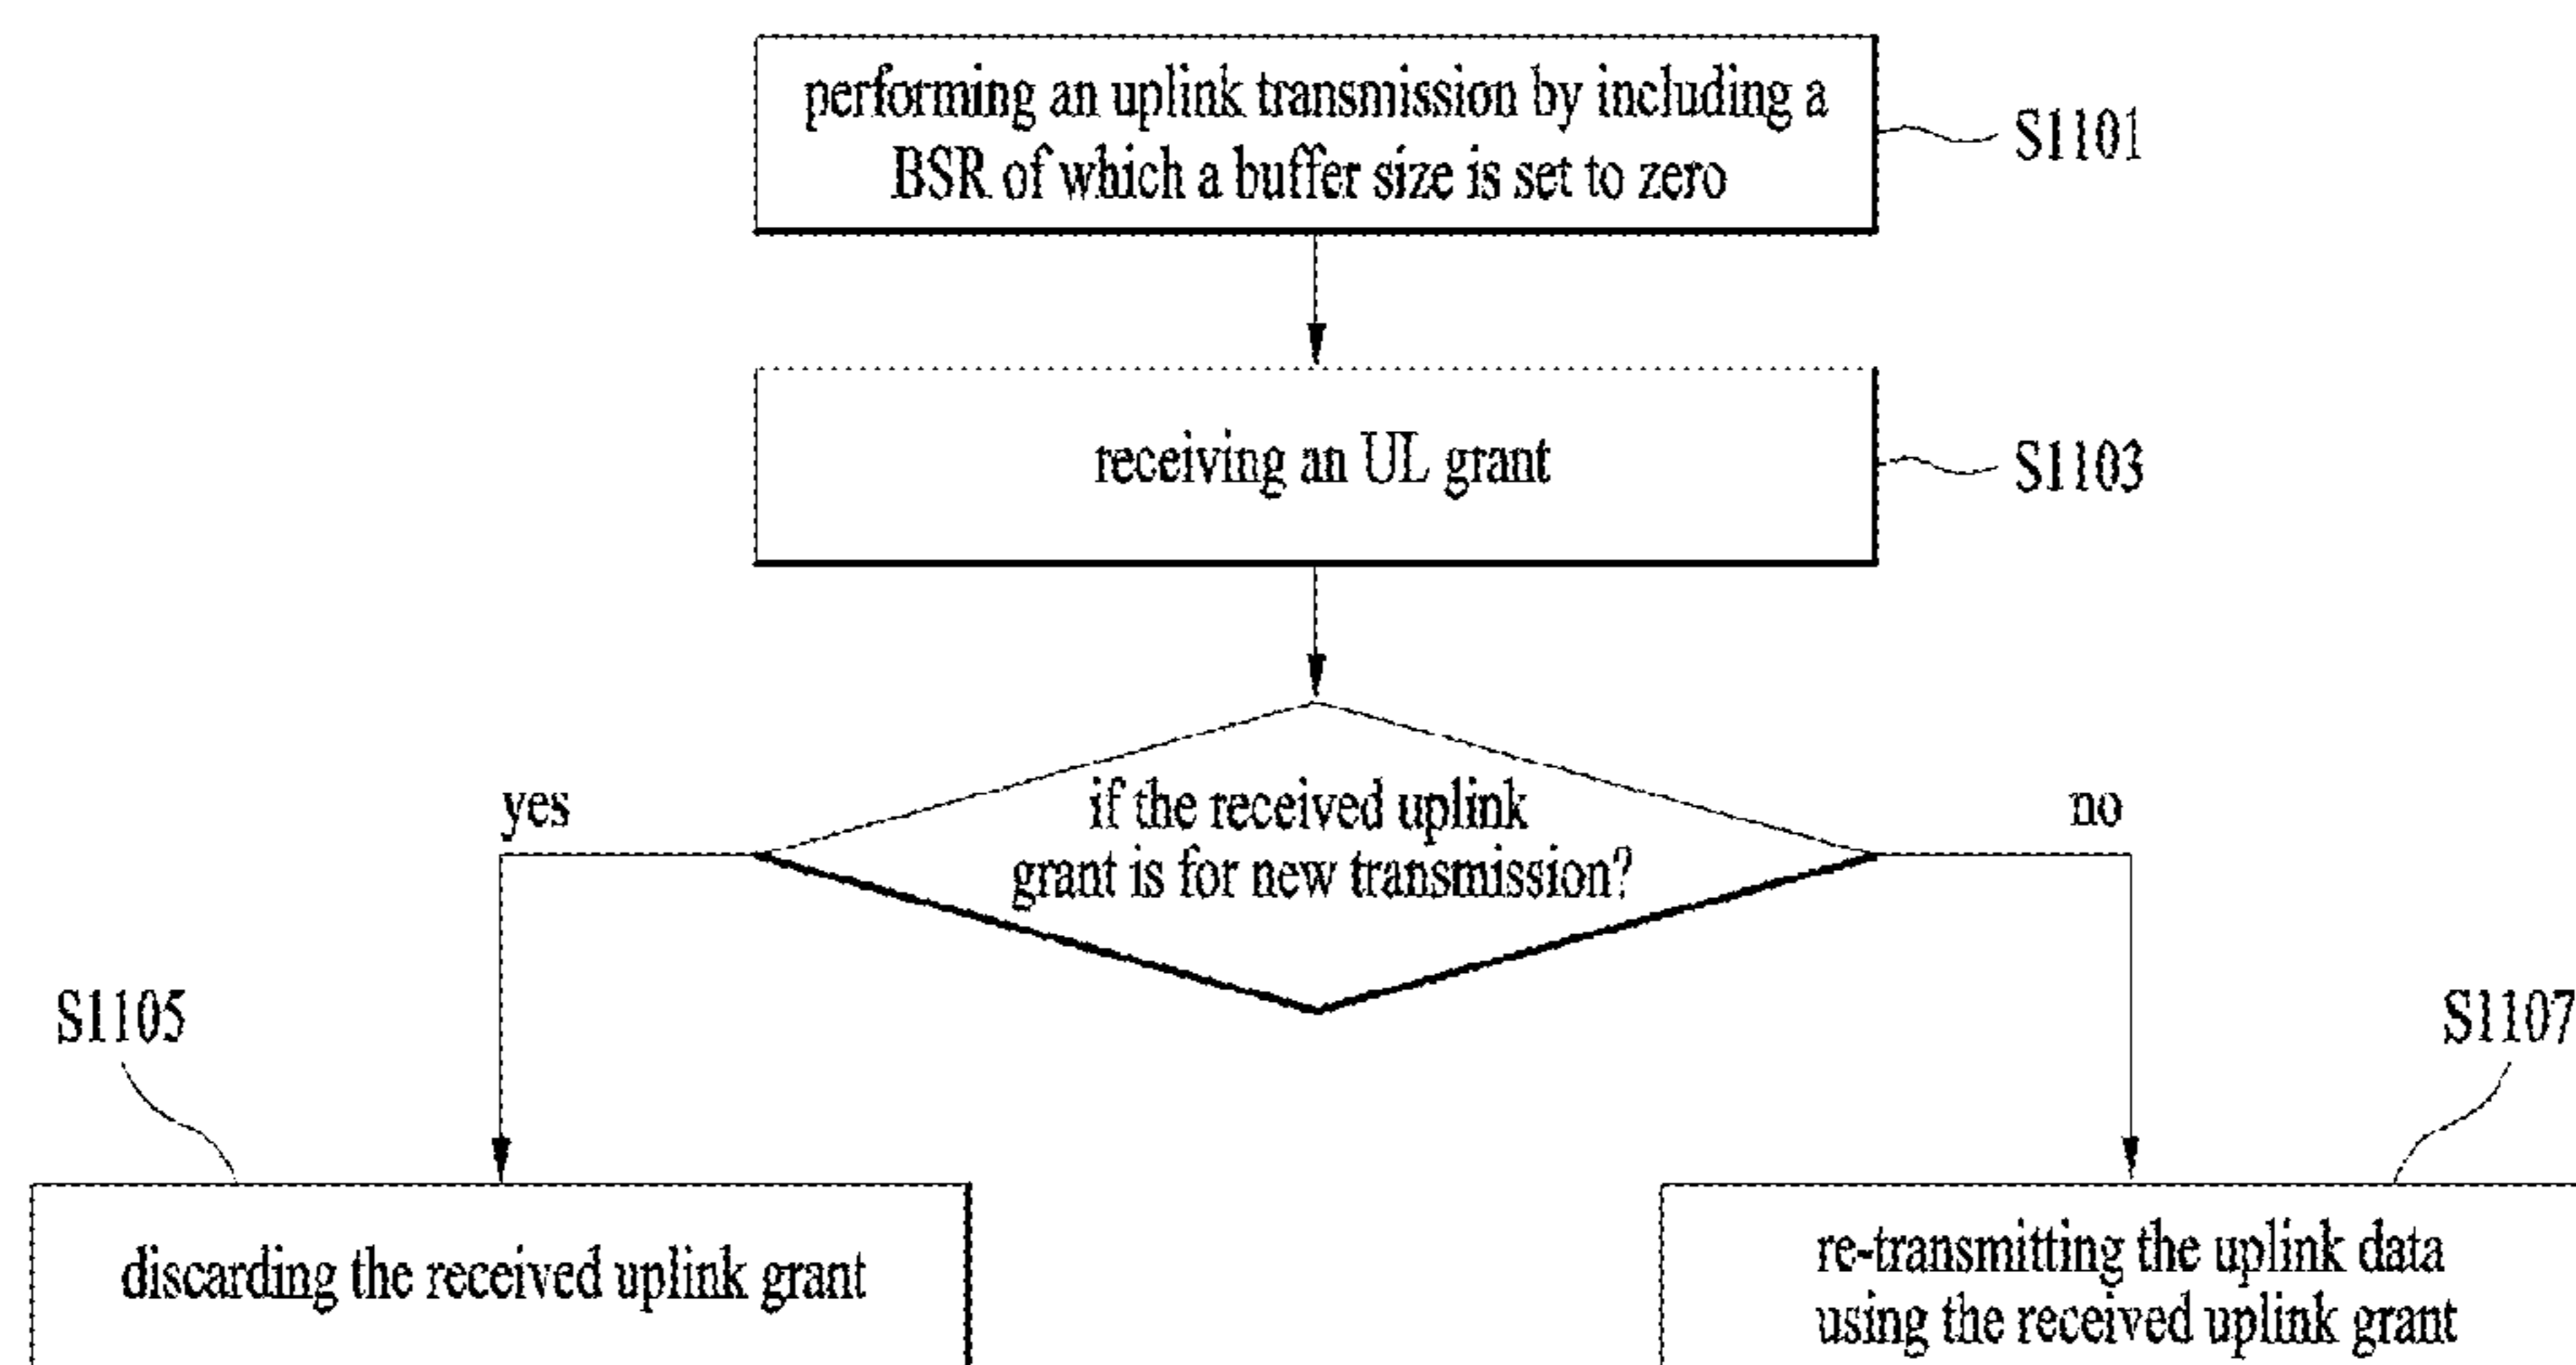 performing an uplink transmission by including a
BSR of which a buffer size is set to zero
S1101
receiving an UL grant
S1103
if the received uplink
grant is for new transmission?
yes
no
S1105
S1107
discarding the received uplink grant
re-transmitting the uplink data
using the received uplink grant